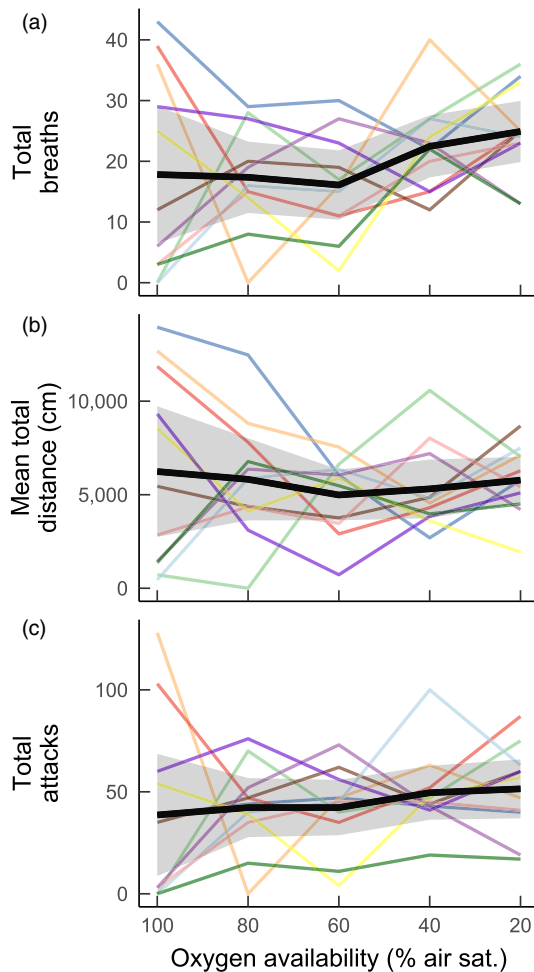 (a)
40
30
20
10
0
Total
breaths
(b)
10,000
5,000
0
Mean total
distance (cm)
(c)
100
50
0
Total
attacks
100 80 60 40 20
Oxygen availability (% air sat.)